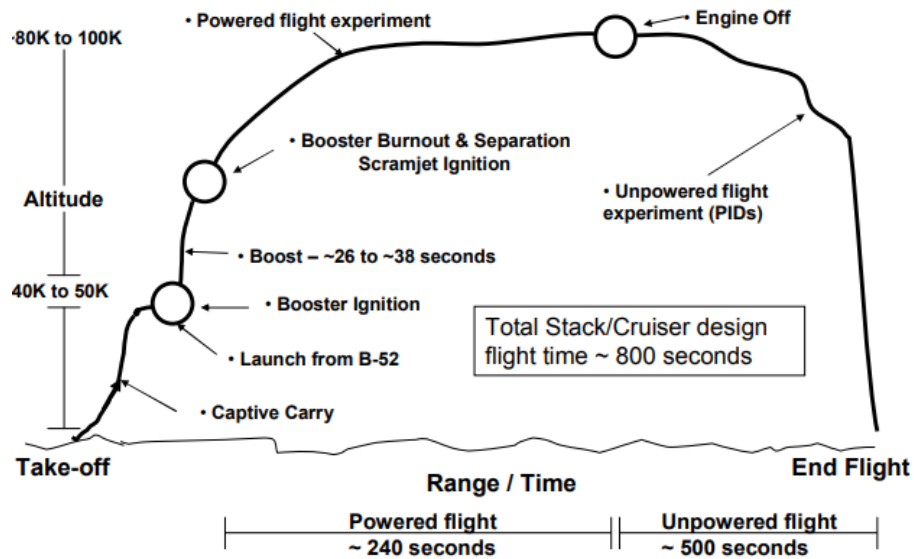 80K to 100K
• Powered flight experiment
• Engine Off
• Booster Burnout & Separation
Scramjet Ignition
Altitude
• Unpowered flight
experiment (PIDs)
• Boost – ~26 to ~38 seconds
40K to 50K
• Booster Ignition
Total Stack/Cruiser design
flight time ~ 800 seconds
• Launch from B-52
• Captive Carry
Take-off
End Flight
Range / Time
Powered flight
~ 240 seconds
Unpowered flight
~ 500 seconds